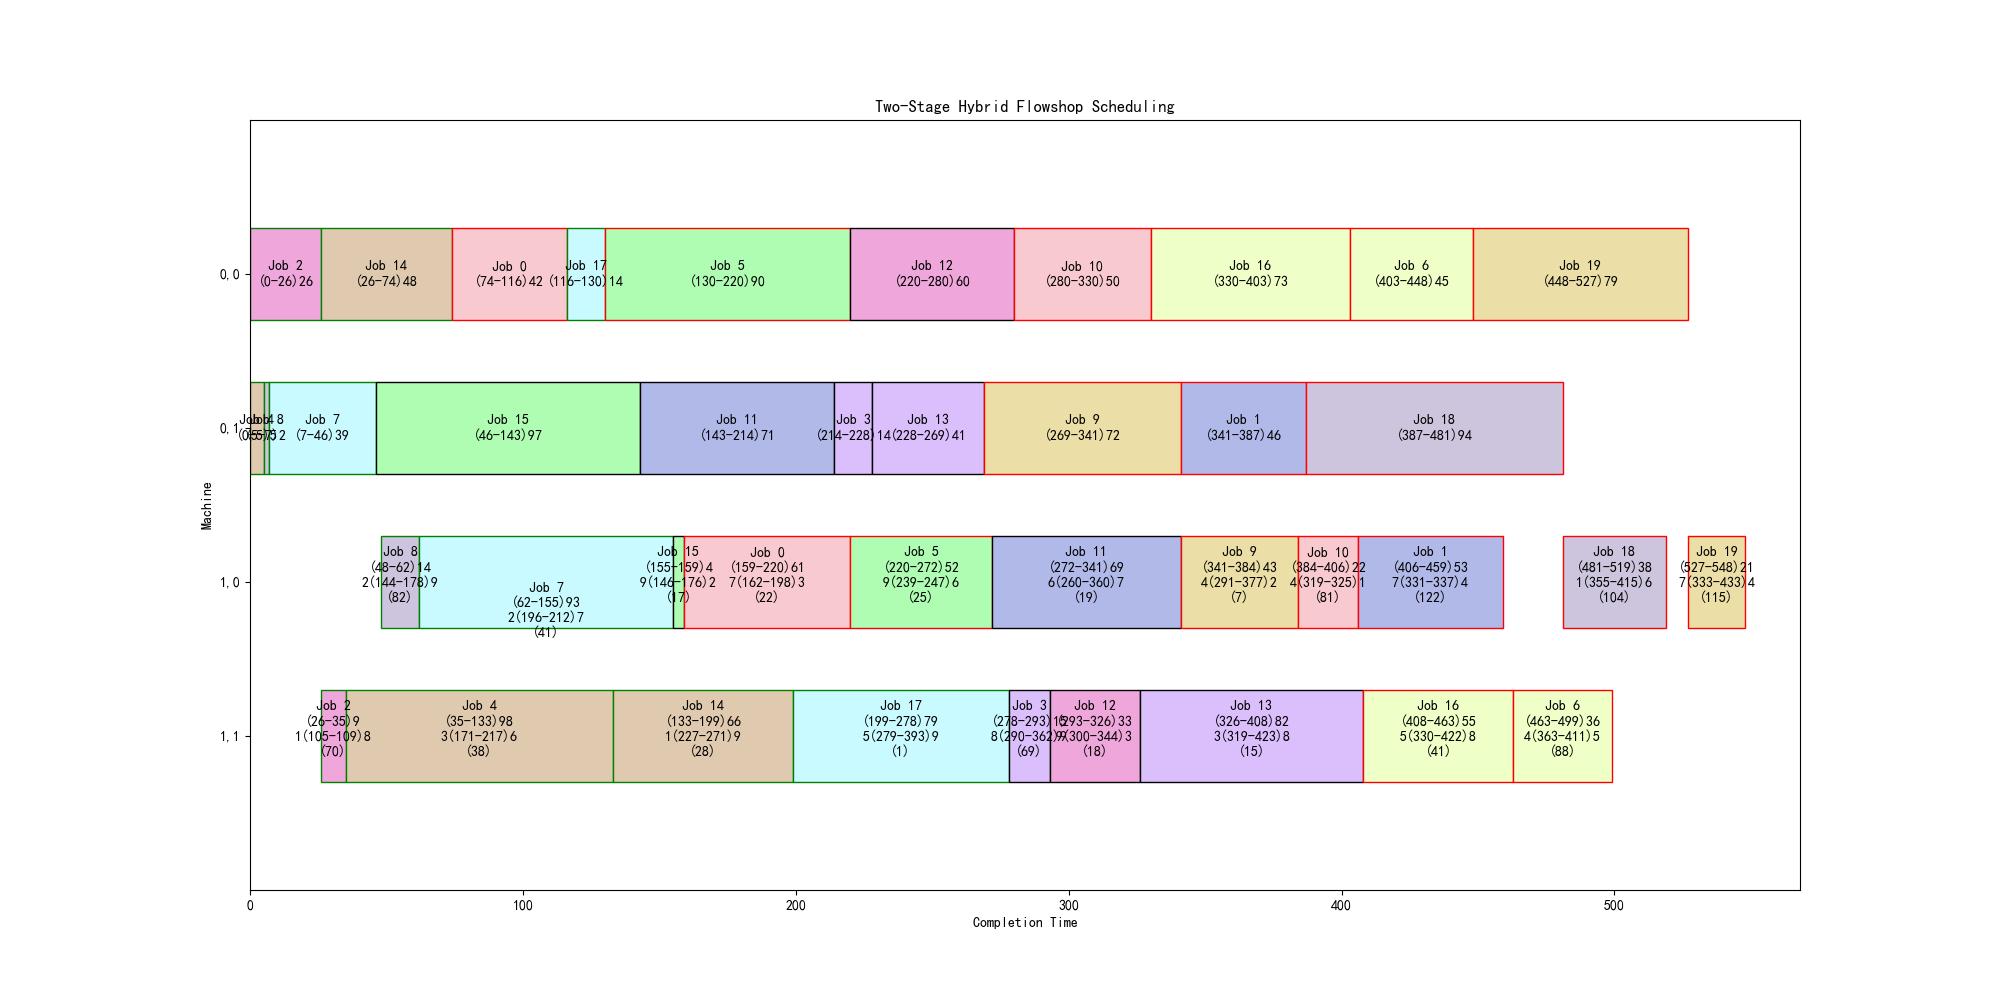 Two-Stage Hybrid Flowshop Scheduling
Machine
0,0
Job 2
(0-26)26
Job 14
(26-74)48
Job 0
(74-116)42
Job 17
(116-130)14
Job 5
(130-220)90
Job 12
(220-280)60
Job 10
(280-330)50
Job 16
(330-403)73
Job 6
(403-448)45
Job 19
(448-527)79
0,1
Job 4
(0-5)5
Job 8
(5-7)2
Job 7
(7-46)39
Job 15
(46-143)97
Job 11
(143-214)71
Job 3
(214-228)14
Job 13
(228-269)41
Job 9
(269-341)72
Job 1
(341-387)46
Job 18
(387-481)94
1,0
Job 8
(48-62)14
2(144-178)9
(82)
Job 7
(62-155)93
2(196-212)7
(41)
Job 15
(155-159)4
9(146-176)2
(17)
Job 0
(159-220)61
7(162-198)3
(22)
Job 5
(220-272)52
9(239-247)6
(25)
Job 11
(272-341)69
6(260-360)7
(19)
Job 9
(341-384)43
4(291-377)2
(7)
Job 10
(384-406)22
4(319-325)1
(81)
Job 1
(406-459)53
7(331-337)4
(122)
Job 18
(481-519)38
1(355-415)6
(104)
Job 19
(527-548)21
7(333-433)4
(115)
1,1
Job 2
(26-35)9
1(105-109)8
(70)
Job 4
(35-133)98
3(171-217)6
(38)
Job 14
(133-199)66
1(227-271)9
(28)
Job 17
(199-278)79
5(279-393)9
(1)
Job 3
(278-293)15
8(290-362)9
(69)
Job 12
(293-326)33
(300-344)3
(18)
Job 13
(326-408)82
3(319-423)8
(15)
Job 16
(408-463)55
5(330-422)8
(41)
Job 6
(463-499)36
4(363-411)5
(88)
0
100
200
300
400
500
Completion Time